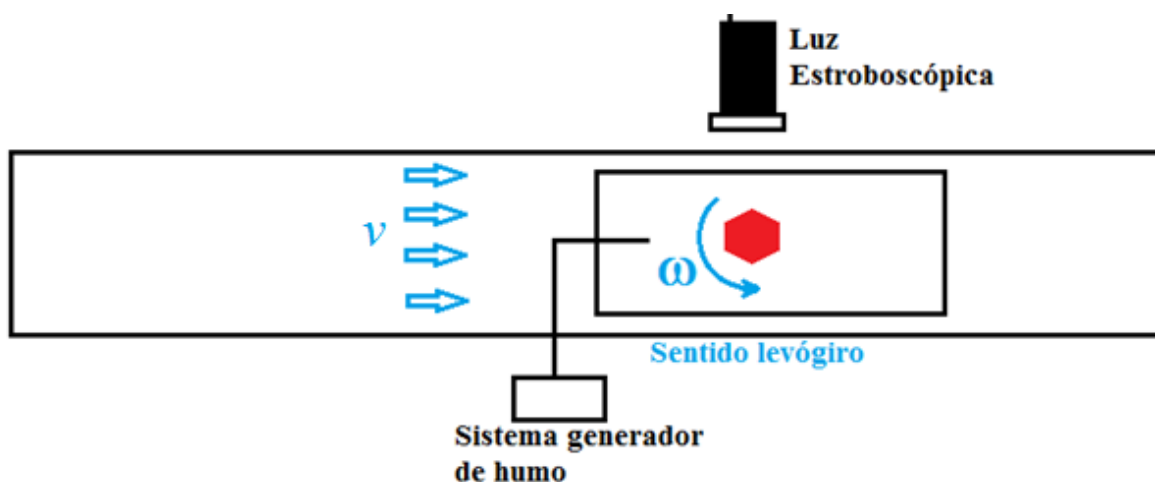 Luz
Estroboscópica
v
ω
Sentido levógiro
Sistema generador
de humo